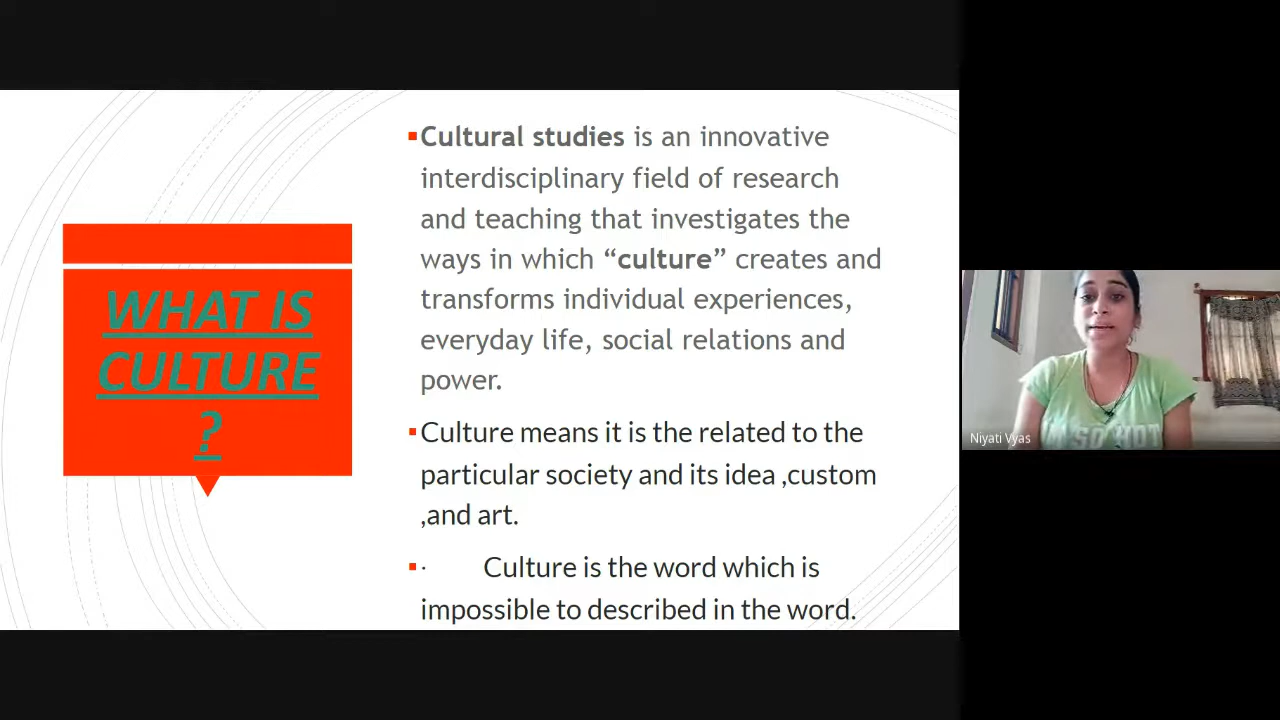 WHAT IS
CULTURE
?
Cultural studies is an innovative
interdisciplinary field of research
and teaching that investigates the
ways in which “culture” creates and
transforms individual experiences,
everyday life, social relations and
power.
Culture means it is the related to the
particular society and its idea ,custom
,and art.
· Culture is the word which is
impossible to described in the word.
Niyati Vyas